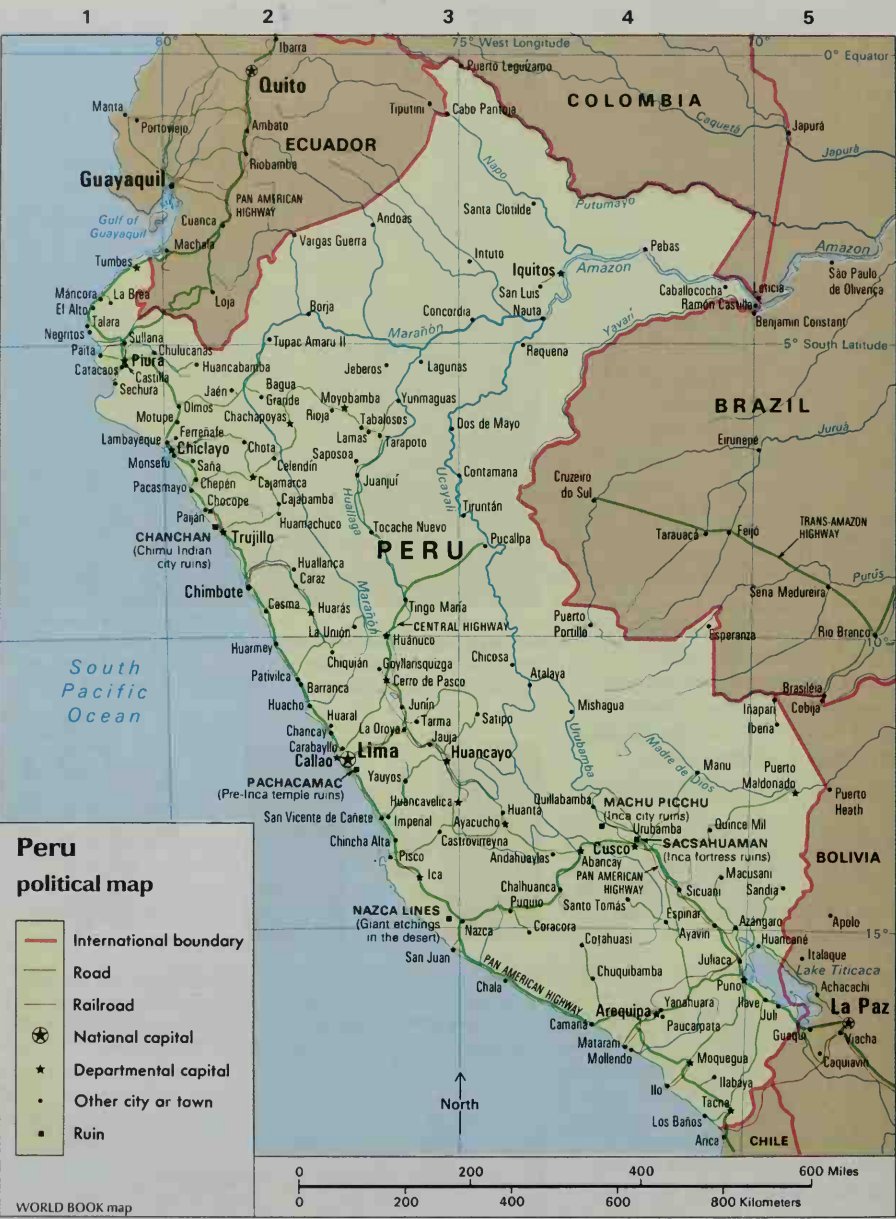 1 2 3 4 5
80° 75° West Longitude 70°
0° Equator
Ibarra
Quito
Puerto Leguízamo
COLOMBIA
Manta
Portoviejo
Tiputini
Cabo Pantoja
Caquetá
Japurá
Japurá
Ambato
ECUADOR
Riobamba
Napo
Guayaquil
PAN AMERICAN
HIGHWAY
Santa Clotilde
Putumayo
Gulf of
Guayaquil
Cuenca
Andoas
Machala
Vargas Guerra
Pebas
Amazon
Tumbes
Intuto
Iquitos
Amazon
São Paulo
de Olivença
San Luis
Caballococha
Leticia
Ramón Castilla
Máncora
La Brea
El Alto
Loja
Borja
Concordia
Nauta
Benjamin Constant
Talara
Negritos
Marañón
Yavarí
Sullana
Tupac Amaru II
Requena
5° South Latitude
Paita
Chulucanas
Piura
Huancabamba
Jeberos
Lagunas
Catacaos
Castilla
Sechura
Jaén
Bagua
Grande
Moyobamba
Yunmaguas
BRAZIL
Olmos
Rioja
Motupe
Chachapoyas
Tabalosos
Dos de Mayo
Juruá
Ferreñafe
Lamas
Tarapoto
Eirunepé
Lambayeque
Chota
Chiclayo
Saposoa
Monsefú
Saña
Celendín
Ucayali
Contamana
Cruzeiro
do Sul
Chepén
Cajamarca
Juanjuí
Pacasmayo
Huallaga
Chocope
Cajabamba
Tiruntán
Paiján
Huamachuco
CHANCHAN
(Chimu Indian
city ruins)
Trujillo
Tocache Nuevo
PERU
Pucallpa
Tarauacá
Feijó
TRANS-AMAZON
HIGHWAY
Huallanca
Chimbote
Caraz
Marañón
Sena Madureira
Purús
Casma
Huarás
Tingo María
La Unión
CENTRAL HIGHWAY
Puerto
Portillo
Esperanza
Rio Branco
10°
Huarmey
Huánuco
Chiquián
Goyllarisquizga
Chicosa
South
Pacific
Ocean
Pativilca
Barranca
Cerro de Pasco
Atalaya
Brasiléia
Cobija
Iñapari
Iberia
Huacho
Junín
Mishagua
Huaral
Tarma
Satipo
Chancay
La Oroya
Jauja
Urubamba
Carabayllo
Lima
Callao
Huancayo
Madre de Dios
Manu
Puerto
Maldonado
PACHACAMAC
(Pre-Inca temple ruins)
Yauyos
Puerto
Heath
Huancavelica
Huantá
Quillabamba
MACHU PICCHU
(Inca city ruins)
San Vicente de Cañete
Imperial
Ayacucho
Urubamba
Quince Mil
Chincha Alta
Castrovirreyna
Cusco
SACSAHUAMAN
(Inca fortress ruins)
Pisco
Andahuaylas
Abancay
BOLIVIA
Ica
PAN AMERICAN
HIGHWAY
Macusani
Chalhuanca
Sicuani
Sandia
Puquio
Santo Tomás
NAZCA LINES
(Giant etchings
in the desert)
Nazca
Espinar
Azángaro
Apolo
Coracora
Ayavin
Huancané
15°
Cotahuasi
San Juan
Juliaca
Italaque
Lake Titicaca
PAN AMERICAN HIGHWAY
Chuquibamba
Chala
Puno
Achacachi
Arequipa
Yanahuara
Ilave
La Paz
Camaná
Paucarpata
Juli
Guaqui
Viacha
Mataram
Mollendo
Moquegua
Caquiaviri
Ilo
Ilabaya
Tacna
Los Baños
Arica
CHILE
North
Peru
political map
International boundary
Road
Railroad
National capital
Departmental capital
Other city or town
Ruin
WORLD BOOK map
0 200 400 600 Miles
0 200 400 600 800 Kilometers